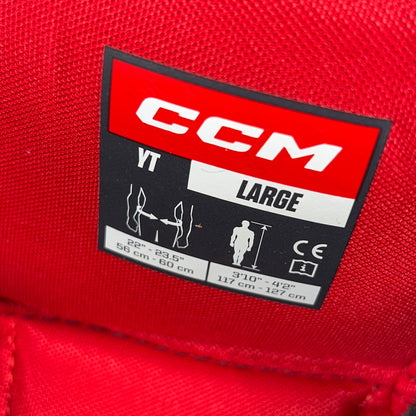 CCM
YT
LARGE
22" - 23.5"
56 cm - 60 cm
3'10" - 4'2"
117 cm - 127 cm
CE
i